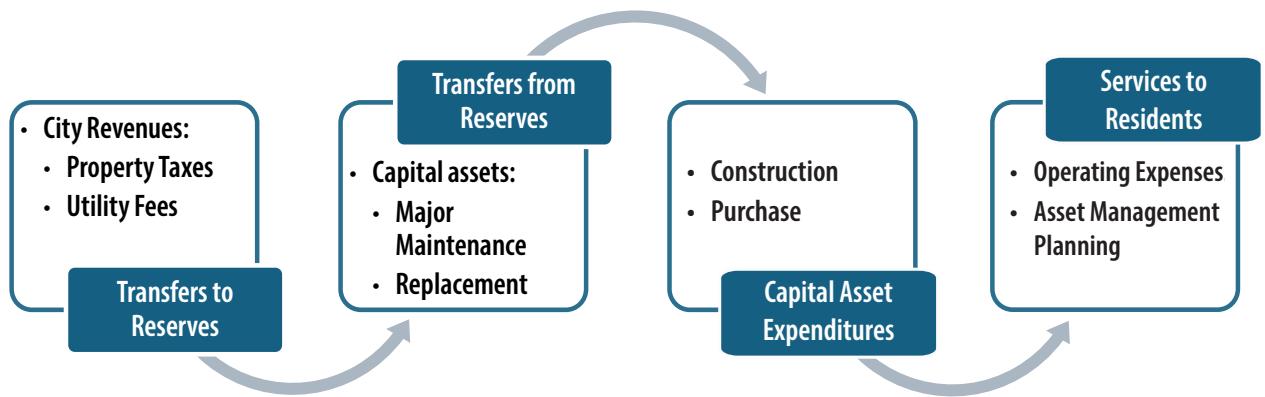 • City Revenues:
• Property Taxes
• Utility Fees
Transfers to
Reserves
Transfers from
Reserves
• Capital assets:
• Major
Maintenance
• Replacement
• Construction
• Purchase
Capital Asset
Expenditures
Services to
Residents
• Operating Expenses
• Asset Management
Planning